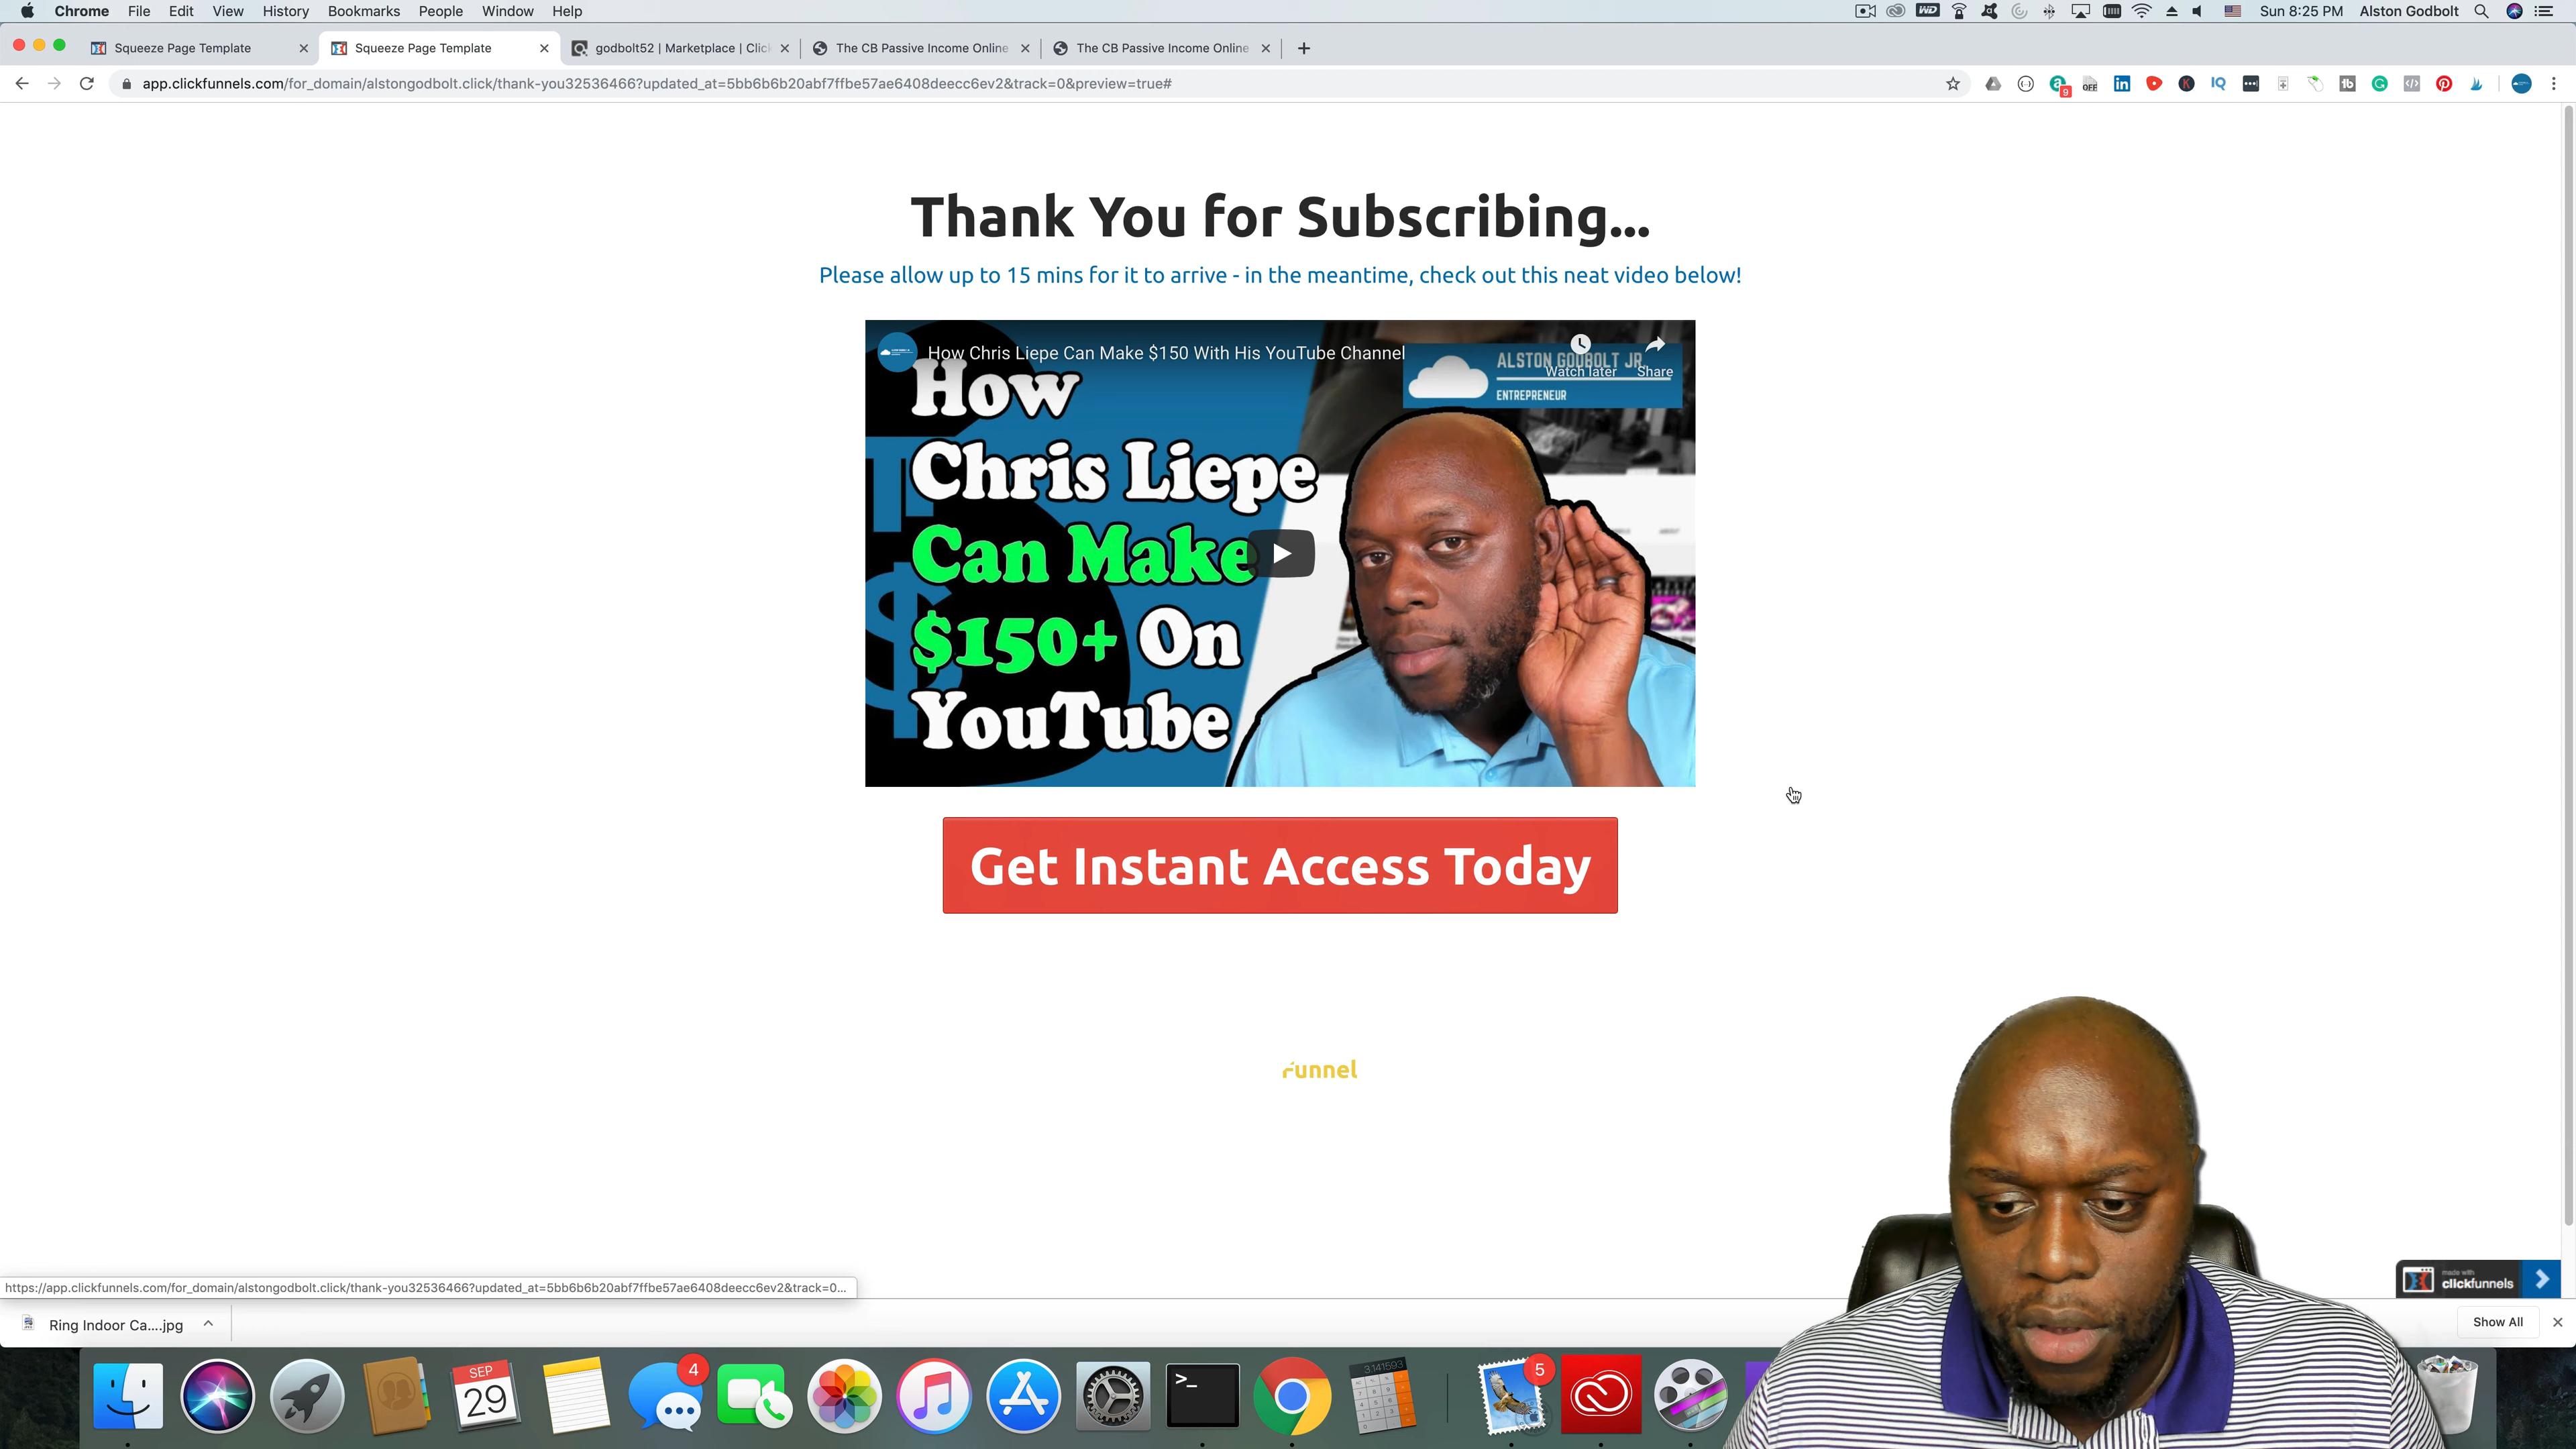 Chrome File Edit View History Bookmarks People Window Help
Sun 8:25 PM Alston Godbolt
Squeeze Page Template
Squeeze Page Template
godbolt52 | Marketplace | Clic
The CB Passive Income Online
The CB Passive Income Online
app.clickfunnels.com/for_domain/alstongodbolt.click/thank-you32536466?updated_at=5bb6b6b20abf7ffbe57ae6408deecc6ev2&track=0&preview=true#
Thank You for Subscribing...
Please allow up to 15 mins for it to arrive - in the meantime, check out this neat video below!
How Chris Liepe Can Make $150 With His YouTube Channel
Watch later Share
ALSTON GODBOLT JR
ENTREPRENEUR
How
Chris Liepe
Can Make
$150+ On
YouTube
Get Instant Access Today
Funnel
made with
clickfunnels
https://app.clickfunnels.com/for_domain/alstongodbolt.click/thank-you32536466?updated_at=5bb6b6b20abf7ffbe57ae6408deecc6ev2&track=0...
Ring Indoor Ca....jpg
Show All
SEP
29
4
3.141593
5